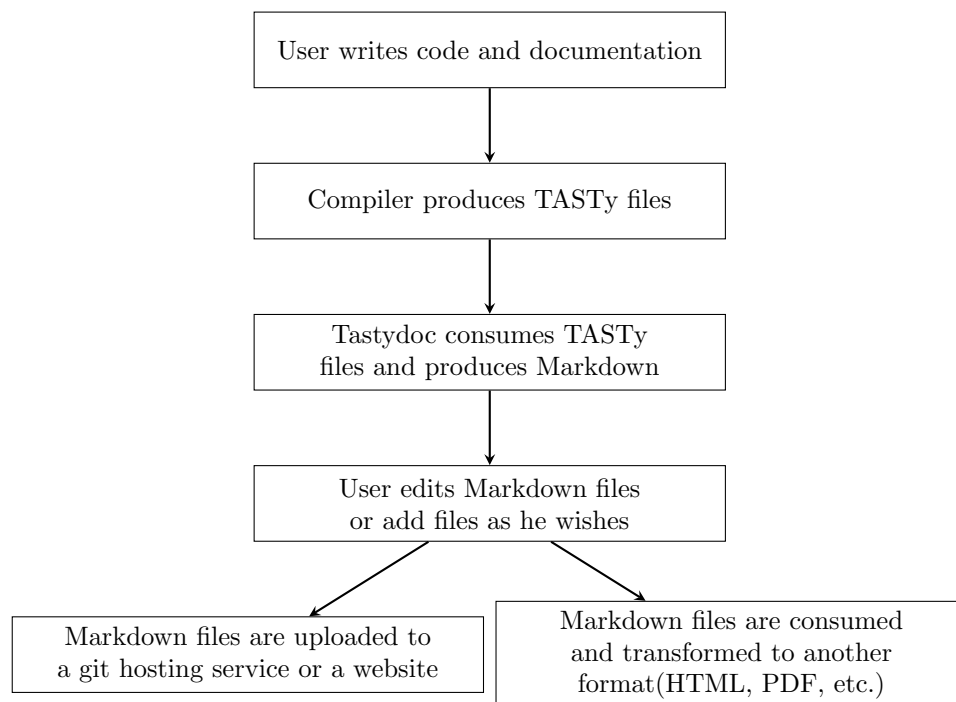 User writes code and documentation
Compiler produces TASTy files
Tastydoc consumes TASTy
files and produces Markdown
User edits Markdown files
or add files as he wishes
Markdown files are uploaded to
a git hosting service or a website
Markdown files are consumed
and transformed to another
format(HTML, PDF, etc.)